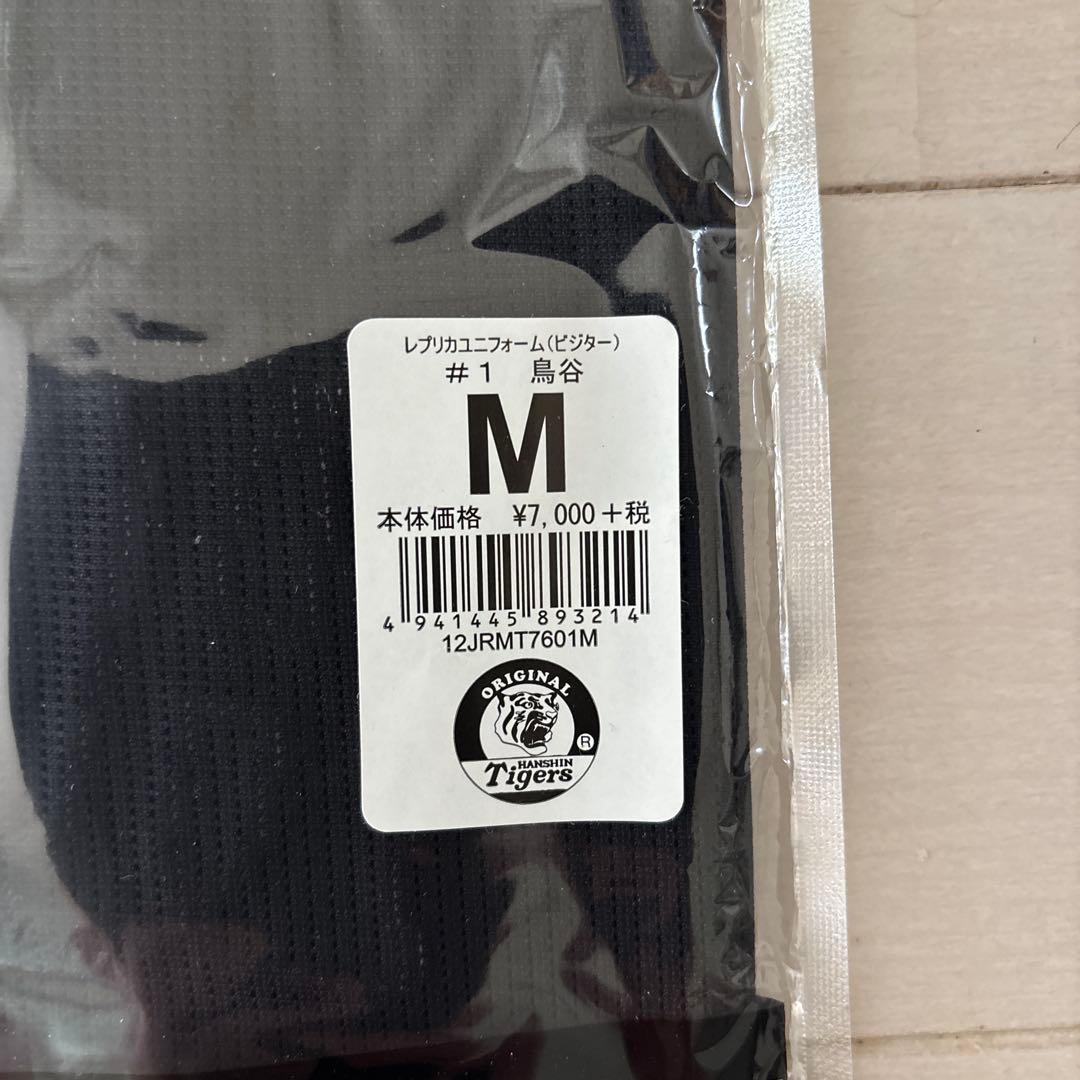 レプリカユニフォーム(ビジター)
#1 鳥谷
M
本体価格 ¥7,000+税
4 941445 893214
12JRMT7601M
ORIGINAL
®
HANSHIN
Tigers